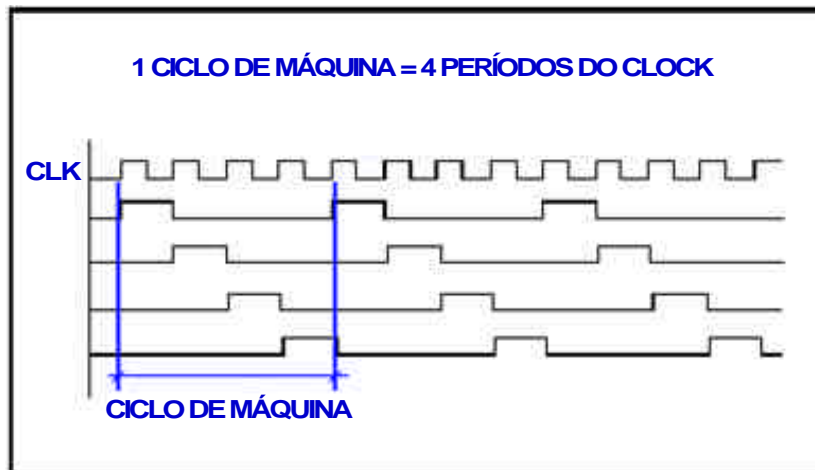 1 CICLO DE MÁQUINA = 4 PERÍODOS DO CLOCK
CLK
CICLO DE MÁQUINA